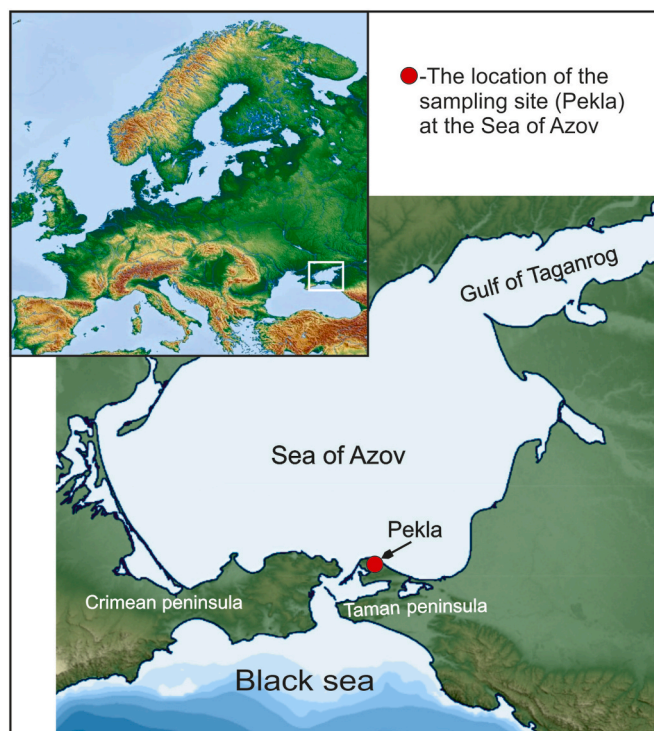 -The location of the
sampling site (Pekla)
at the Sea of Azov
Gulf of Taganrog
Sea of Azov
Pekla
Crimean peninsula
Taman peninsula
Black sea